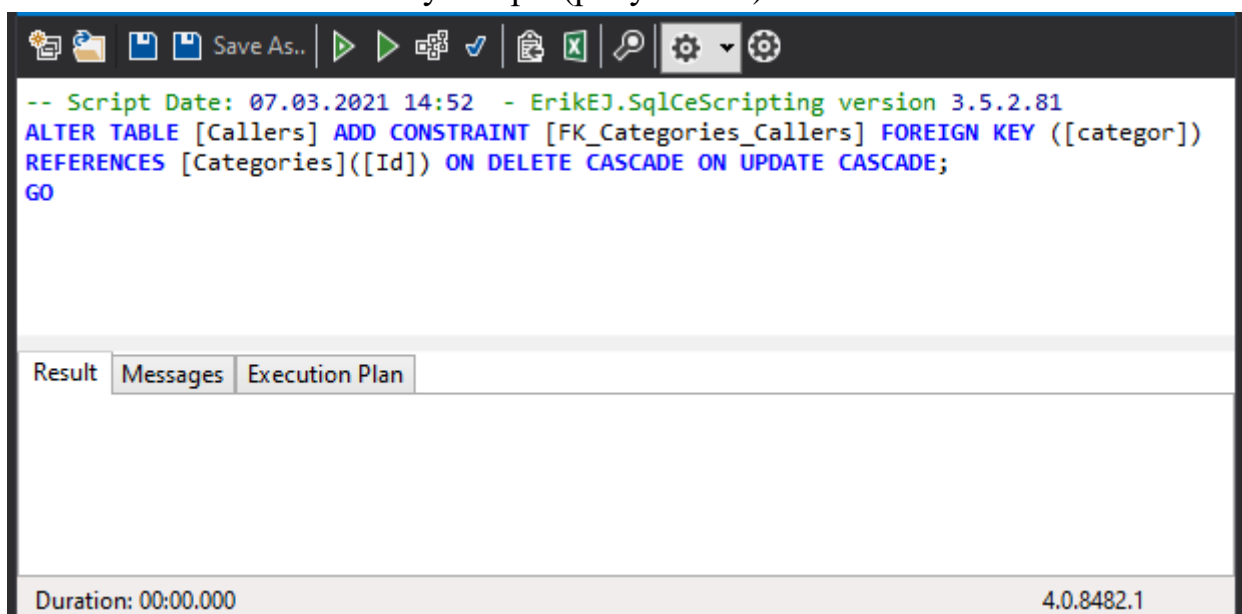 Save As..
-- Script Date: 07.03.2021 14:52  - ErikEJ.SqlCeScripting version 3.5.2.81
ALTER TABLE [Callers] ADD CONSTRAINT [FK_Categories_Callers] FOREIGN KEY ([categor])
REFERENCES [Categories]([Id]) ON DELETE CASCADE ON UPDATE CASCADE;
GO
Result Messages Execution Plan
Duration: 00:00.000 4.0.8482.1